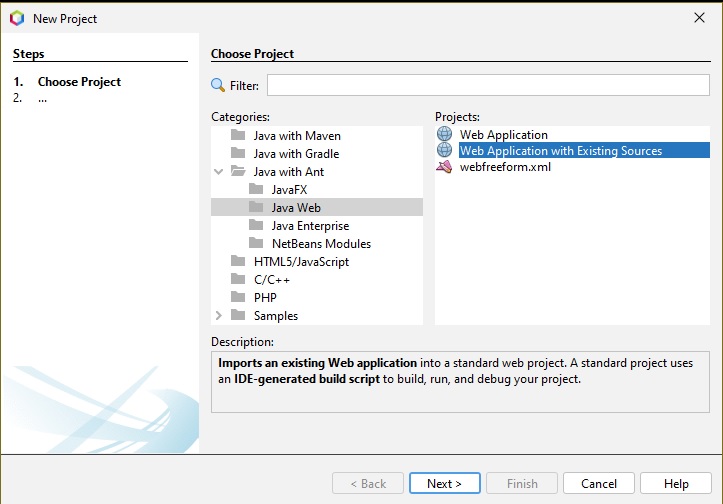 New Project
Steps
1. Choose Project
2. ...
Choose Project
Filter:
Categories:
Java with Maven
Java with Gradle
Java with Ant
JavaFX
Java Web
Java Enterprise
NetBeans Modules
HTML5/JavaScript
C/C++
PHP
Samples
Projects:
Web Application
Web Application with Existing Sources
webfreeform.xml
Description:
Imports an existing Web application into a standard web project. A standard project uses
an IDE-generated build script to build, run, and debug your project.
< Back
Next >
Finish
Cancel
Help